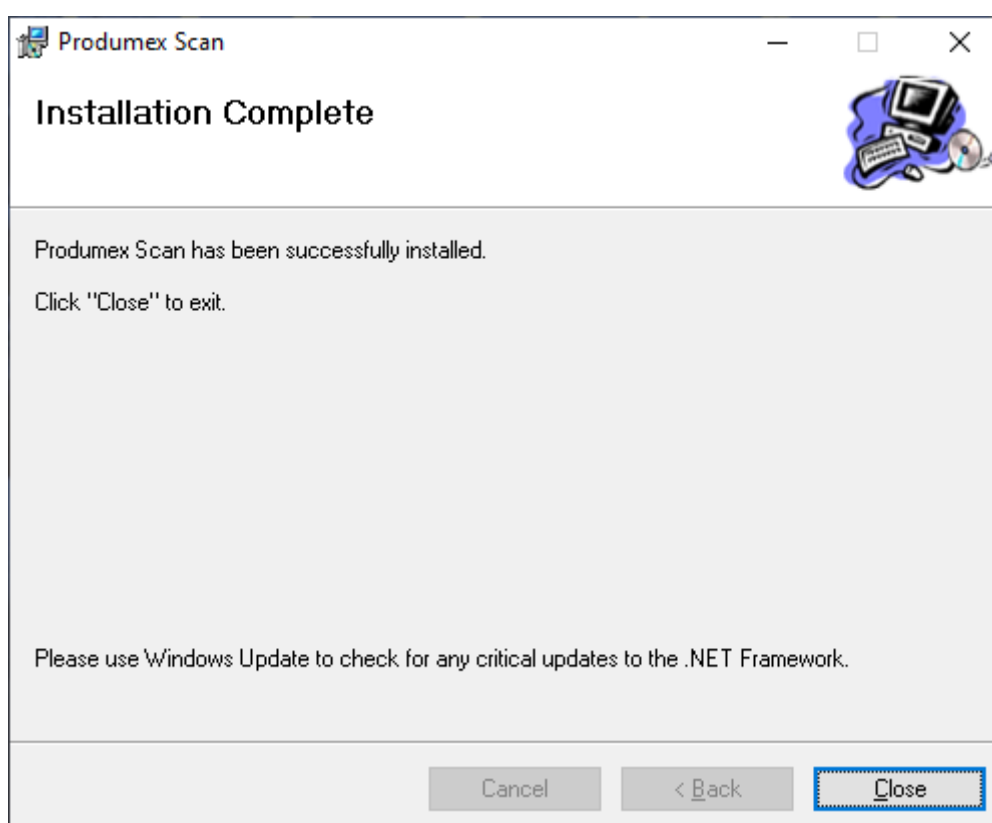 Produmex Scan
Installation Complete
Produmex Scan has been successfully installed.
Click "Close" to exit.
Please use Windows Update to check for any critical updates to the .NET Framework.
Cancel
< Back
Close